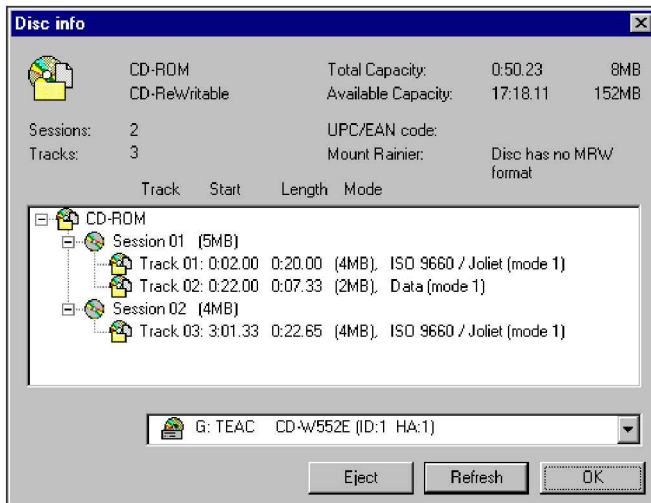 Disc info
CD-ROM Total Capacity: 0:50.23 8MB
CD-ReWritable Available Capacity: 17:18.11 152MB
Sessions: 2 UPC/EAN code:
Tracks: 3 Mount Rainier: Disc has no MRW
format
Track Start Length Mode
CD-ROM
Session 01 (5MB)
Track 01: 0:02.00 0:20.00 (4MB), ISO 9660 / Joliet (mode 1)
Track 02: 0:22.00 0:07.33 (2MB), Data (mode 1)
Session 02 (4MB)
Track 03: 3:01.33 0:22.65 (4MB), ISO 9660 / Joliet (mode 1)
G: TEAC CD-W552E (ID:1 HA:1)
Eject Refresh OK